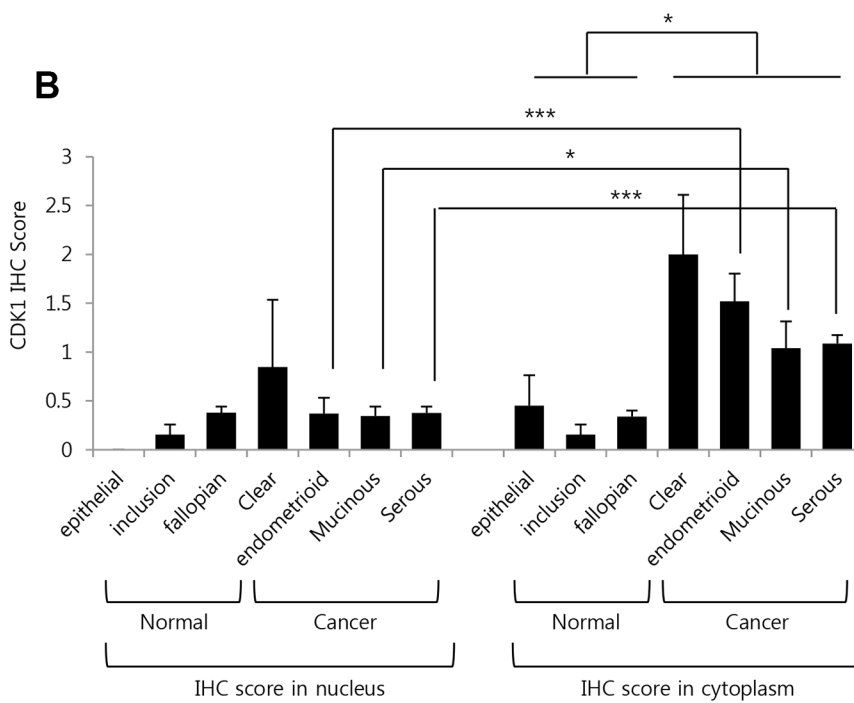 *
B
***
*
***
3
2.5
2
1.5
1
0.5
0
CDK1 IHC Score
epithelial
inclusion
fallopian
Clear
endometrioid
Mucinous
Serous
epithelial
inclusion
fallopian
Clear
endometrioid
Mucinous
Serous
Normal
Cancer
Normal
Cancer
IHC score in nucleus
IHC score in cytoplasm